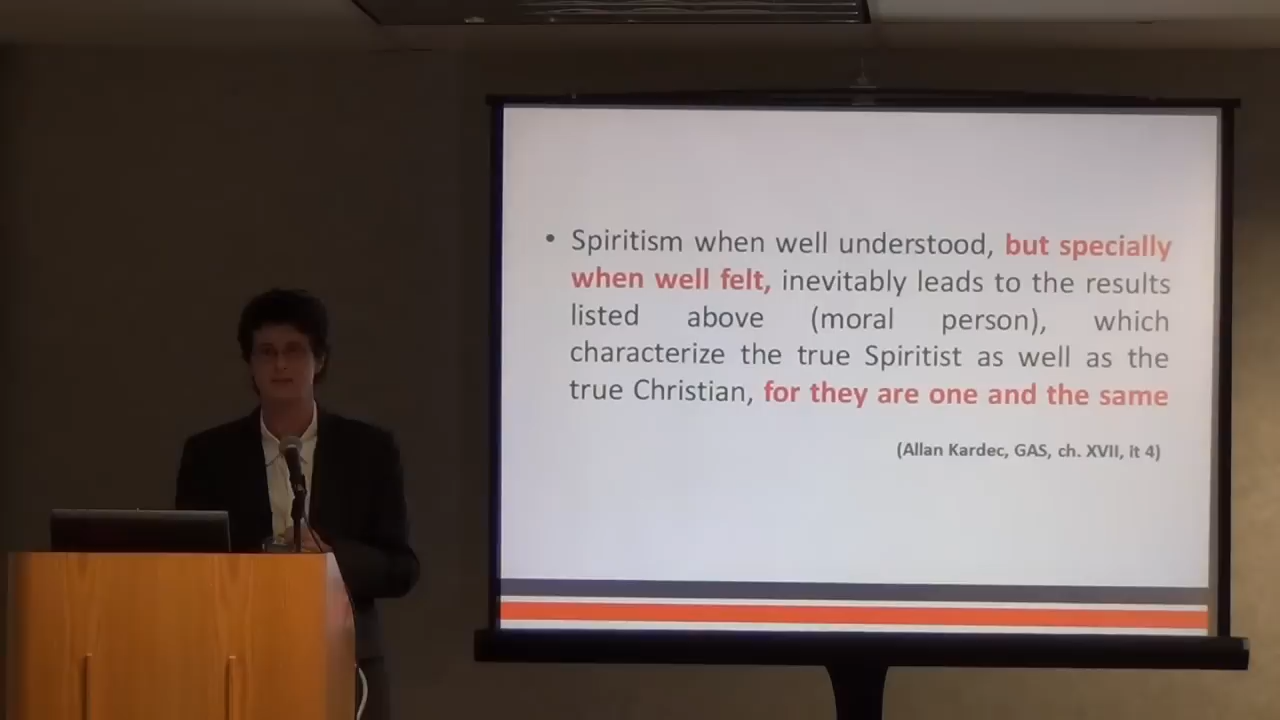 • Spiritism when well understood, but specially
when well felt, inevitably leads to the results
listed above (moral person), which
characterize the true Spiritist as well as the
true Christian, for they are one and the same
(Allan Kardec, GAS, ch. XVII, it 4)